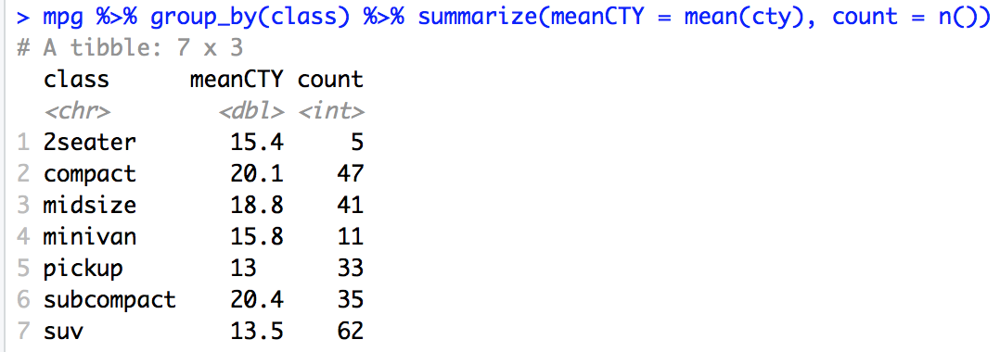 > mpg %>% group_by(class) %>% summarize(meanCTY = mean(cty), count = n())
# A tibble: 7 x 3
class meanCTY count
<chr> <dbl> <int>
1 2seater 15.4 5
2 compact 20.1 47
3 midsize 18.8 41
4 minivan 15.8 11
5 pickup 13 33
6 subcompact 20.4 35
7 suv 13.5 62